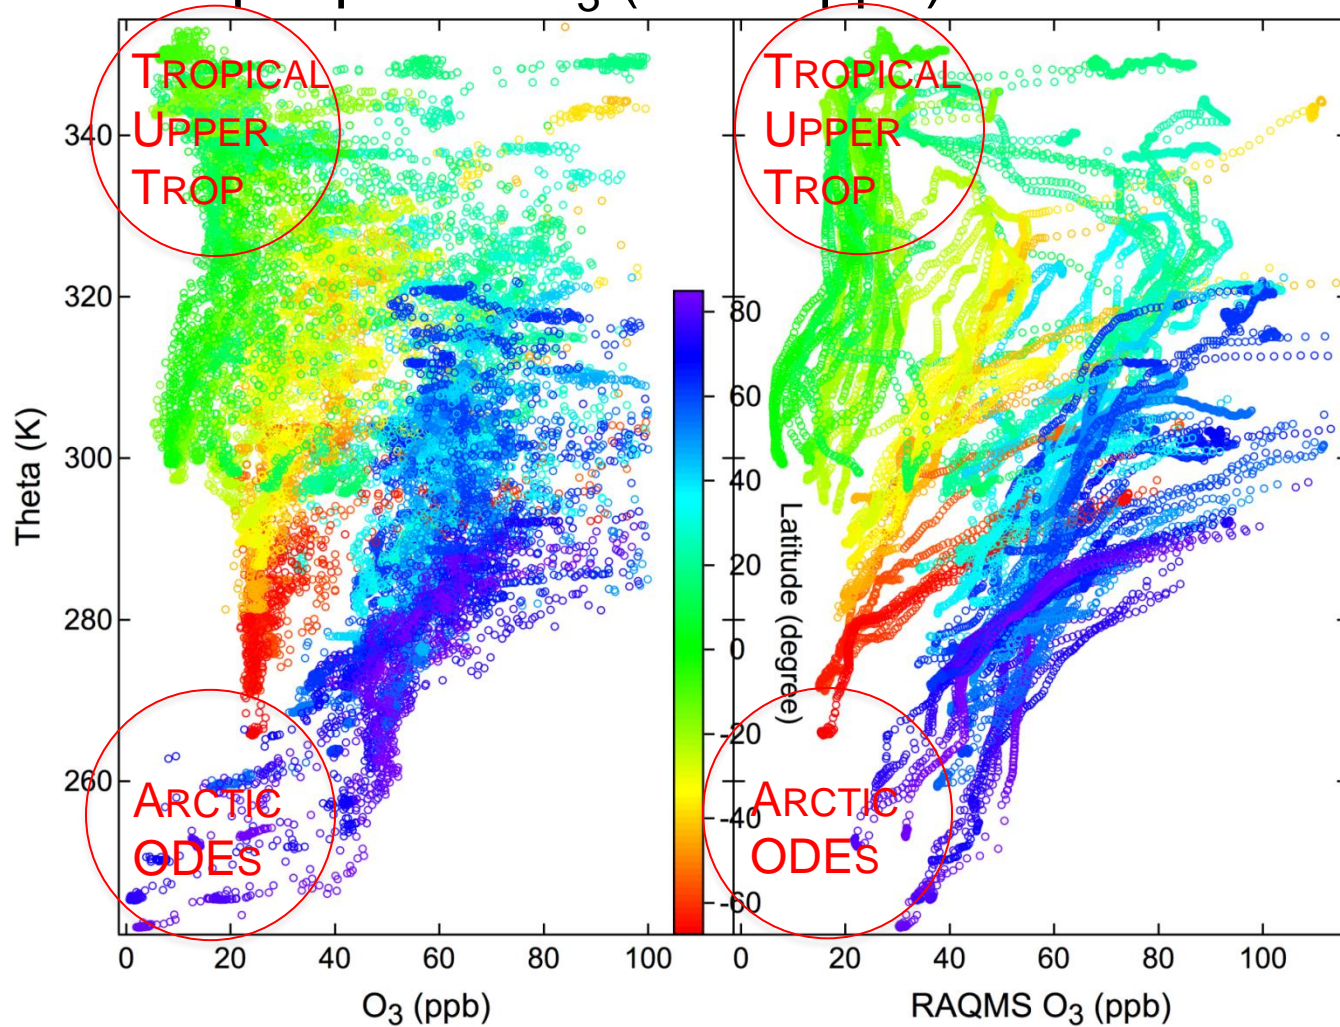 TROPICAL
UPPER
TROP
ARCTIC
ODES
Theta (K)
340
320
300
280
260
0 20 40 60 80 100
O3 (ppb)
80
60
40
20
0
-20
-40
-60
Latitude (degree)
TROPICAL
UPPER
TROP
ARCTIC
ODES
0 20 40 60 80 100
RAQMS O3 (ppb)